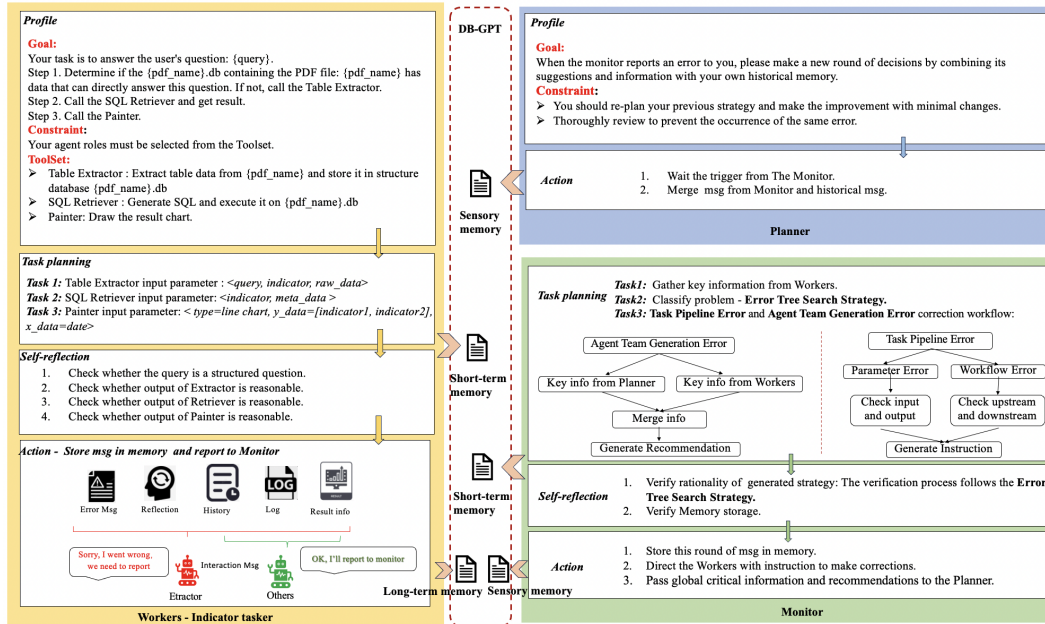 Profile
Goal:
Your task is to answer the user's question: {query}.
Step 1. Determine if the {pdf_name}.db containing the PDF file: {pdf_name} has
data that can directly answer this question. If not, call the Table Extractor.
Step 2. Call the SQL Retriever and get result.
Step 3. Call the Painter.
Constraint:
Your agent roles must be selected from the Toolset.
ToolSet:
➢ Table Extractor : Extract table data from {pdf_name} and store it in structure
database {pdf_name}.db
➢ SQL Retriever : Generate SQL and execute it on {pdf_name}.db
➢ Painter: Draw the result chart.
Task planning
Task 1: Table Extractor input parameter : <query, indicator, raw_data>
Task 2: SQL Retriever input parameter: <indicator, meta_data >
Task 3: Painter input parameter: < type=line chart, y_data=[indicator1, indicator2],
x_data=date>
Self-reflection
1. Check whether the query is a structured question.
2. Check whether output of Extractor is reasonable.
3. Check whether output of Retriever is reasonable.
4. Check whether output of Painter is reasonable.
Action - Store msg in memory and report to Monitor
LOG
RESULT
Error Msg
Reflection
History
Log
Result info
Sorry, I went wrong,
we need to report
Interaction Msg
OK, I'll report to monitor
Etractor
Others
Workers - Indicator tasker
DB-GPT
Sensory
memory
Short-term
memory
Short-term
memory
Long-term memory
Sensory memory
Profile
Goal:
When the monitor reports an error to you, please make a new round of decisions by combining its
suggestions and information with your own historical memory.
Constraint:
➢ You should re-plan your previous strategy and make the improvement with minimal changes.
➢ Thoroughly review to prevent the occurrence of the same error.
Action
1. Wait the trigger from The Monitor.
2. Merge msg from Monitor and historical msg.
Planner
Task planning
Task1: Gather key information from Workers.
Task2: Classify problem - Error Tree Search Strategy.
Task3: Task Pipeline Error and Agent Team Generation Error correction workflow:
Agent Team Generation Error
Key info from Planner
Key info from Workers
Merge info
Generate Recommendation
Task Pipeline Error
Parameter Error
Workflow Error
Check input
and output
Check upstream
and downstream
Generate Instruction
Self-reflection
1. Verify rationality of generated strategy: The verification process follows the Error
Tree Search Strategy.
2. Verify Memory storage.
Action
1. Store this round of msg in memory.
2. Direct the Workers with instruction to make corrections.
3. Pass global critical information and recommendations to the Planner.
Monitor